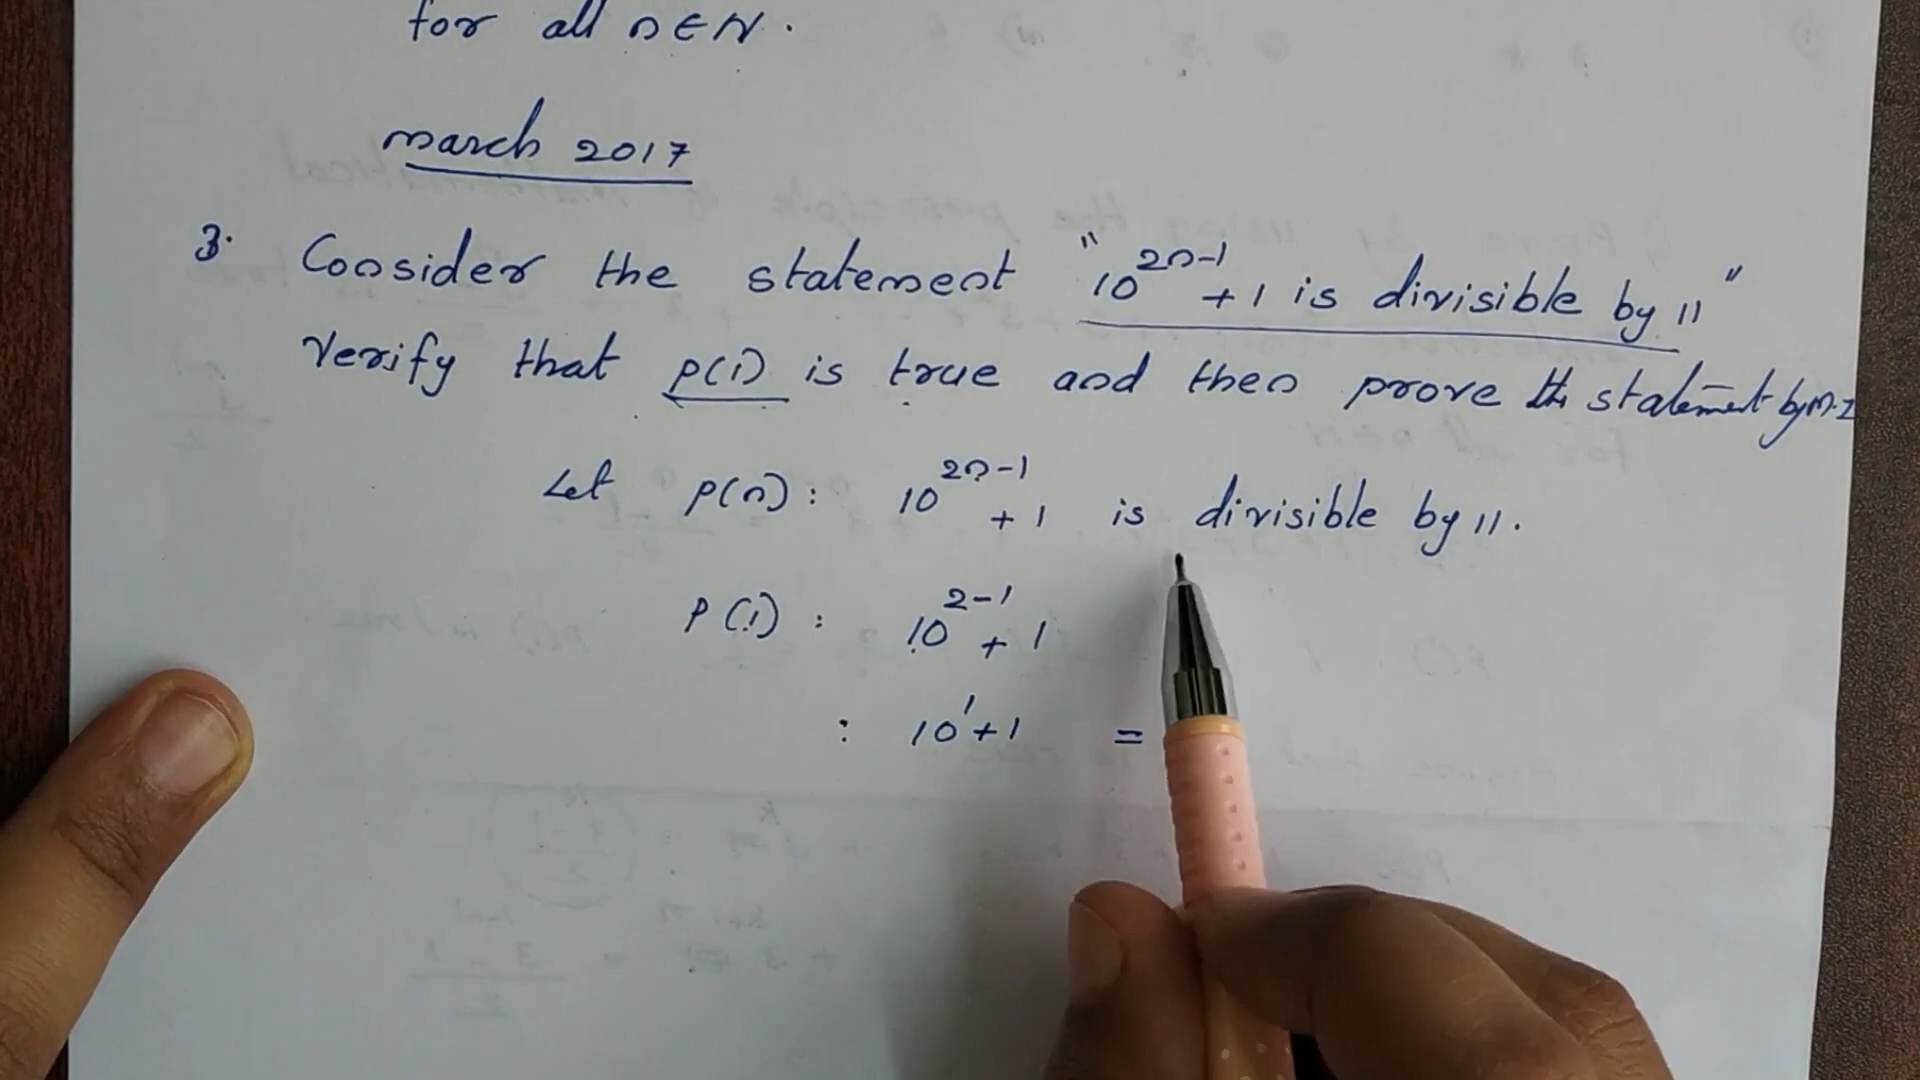 for all n ∈ N.
march 2017
3. Consider the statement "10^{2n-1} + 1 is divisible by 11"
Verify that P(1) is true and then prove the statement by M.I
Let P(n) : 10^{2n-1} + 1 is divisible by 11.
P(1) : 10^{2-1} + 1
: 10^1 + 1 =